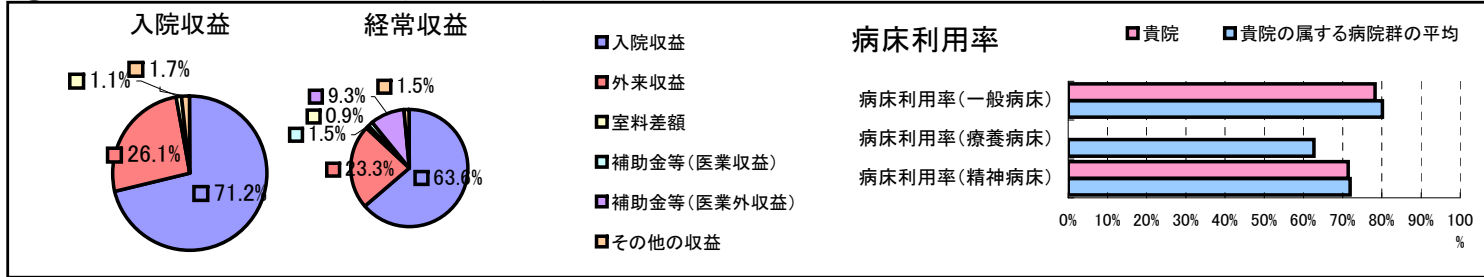 入院収益
1.1%
1.7%
26.1%
71.2%
経常収益
9.3%
1.5%
0.9%
1.5%
23.3%
63.6%
入院収益
外来収益
室料差額
補助金等(医業収益)
補助金等(医業外収益)
その他の収益
病床利用率
貴院 貴院の属する病院群の平均
病床利用率(一般病床)
病床利用率(療養病床)
病床利用率(精神病床)
0% 10% 20% 30% 40% 50% 60% 70% 80% 90% 100
%